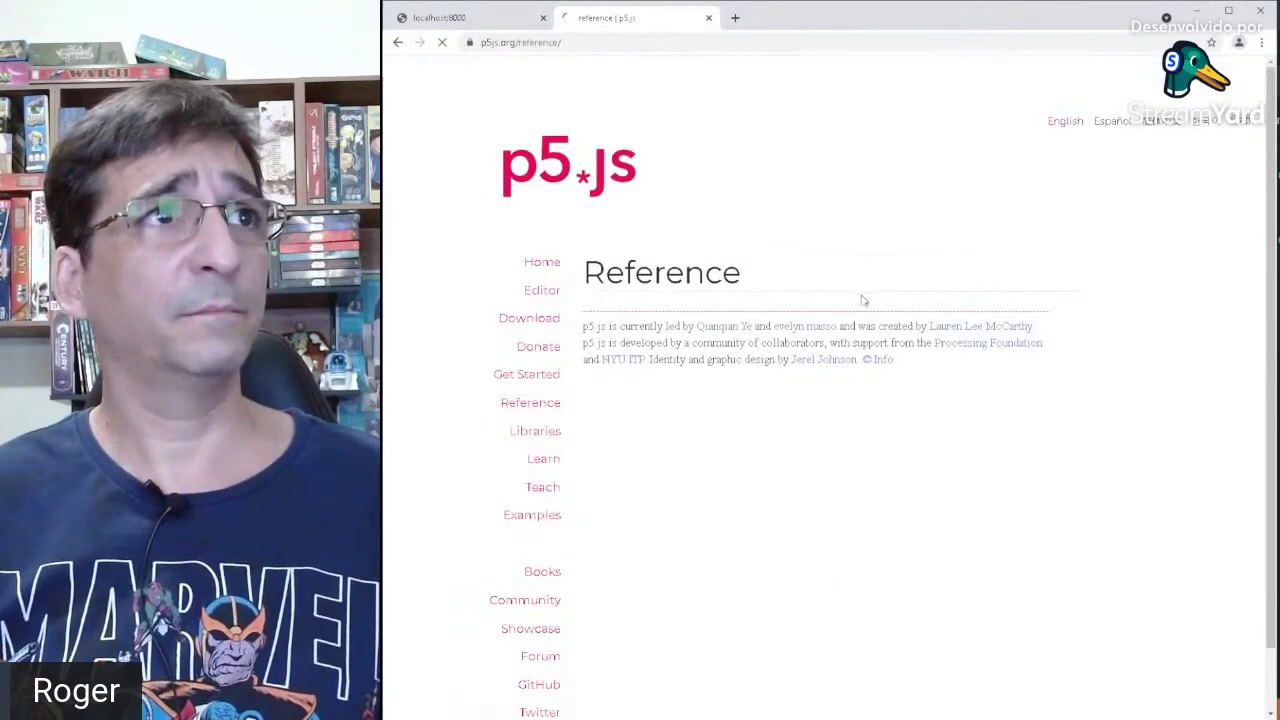 localhost:8000
reference | p5.js
p5js.org/reference/
Desenvolvido por
StreamYard
English
Español
p5.js
Home
Editor
Download
Donate
Get Started
Reference
Libraries
Learn
Teach
Examples
Books
Community
Showcase
Forum
GitHub
Twitter
Reference
p5.js is currently led by Qianqian Ye and evelyn masso and was created by Lauren Lee McCarthy.
p5.js is developed by a community of collaborators, with support from the Processing Foundation
and NYU ITP. Identity and graphic design by Jerel Johnson. © Info.
CATAN
CENTURY
MARVEL
Roger